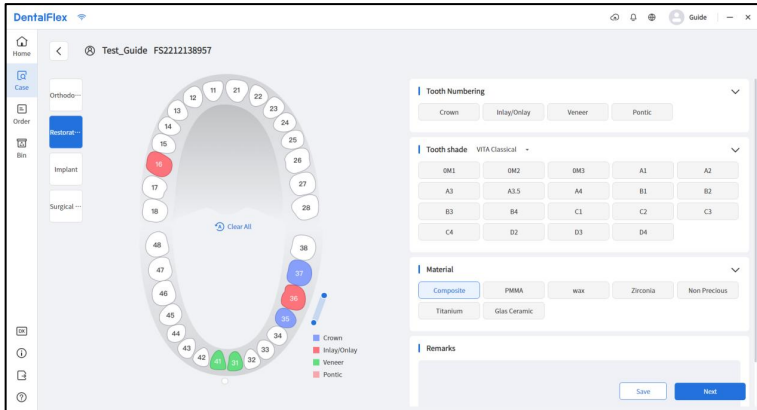 DentalFlex
Guide
Home
Case
Order
Bin
DK
Test_Guide FS2212138957
Orthodo···
Restorat···
Implant
Surgical ···
11 21
12 22
13 23
14 24
15 25
16 26
17 27
18 28
Clear All
48 38
47 37
46 36
45 35
44 34
43 33
42 41 31 32
Crown
Inlay/Onlay
Veneer
Pontic
Tooth Numbering
Crown Inlay/Onlay Veneer Pontic
Tooth shade VITA Classical
0M1 0M2 0M3 A1 A2
A3 A3.5 A4 B1 B2
B3 B4 C1 C2 C3
C4 D2 D3 D4
Material
Composite PMMA wax Zirconia Non Precious
Titanium Glas Ceramic
Remarks
Save Next